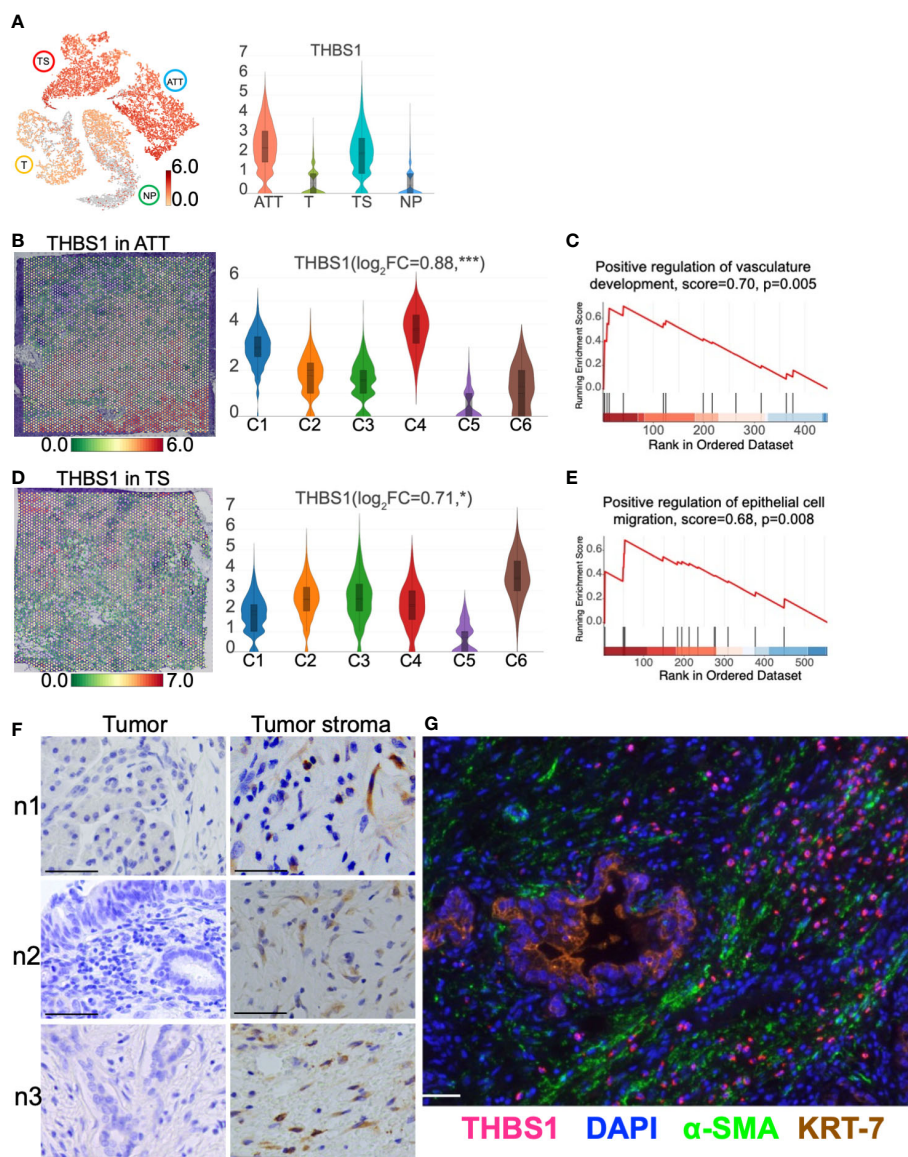 A
TS
ATT
T
NP
6.0
0.0
THBS1
7
6
5
4
3
2
1
0
ATT T TS NP
B
THBS1 in ATT
0.0 6.0
THBS1(log₂FC=0.88,***)
6
4
2
0
C1 C2 C3 C4 C5 C6
C
Positive regulation of vasculature
development, score=0.70, p=0.005
Running Enrichment Score
0.6
0.4
0.2
0.0
100 200 300 400
Rank in Ordered Dataset
D
THBS1 in TS
0.0 7.0
THBS1(log₂FC=0.71,*)
7
6
5
4
3
2
1
0
C1 C2 C3 C4 C5 C6
E
Positive regulation of epithelial cell
migration, score=0.68, p=0.008
Running Enrichment Score
0.6
0.4
0.2
0.0
100 200 300 400 500
Rank in Ordered Dataset
F
Tumor Tumor stroma
n1
n2
n3
G
THBS1 DAPI α-SMA KRT-7